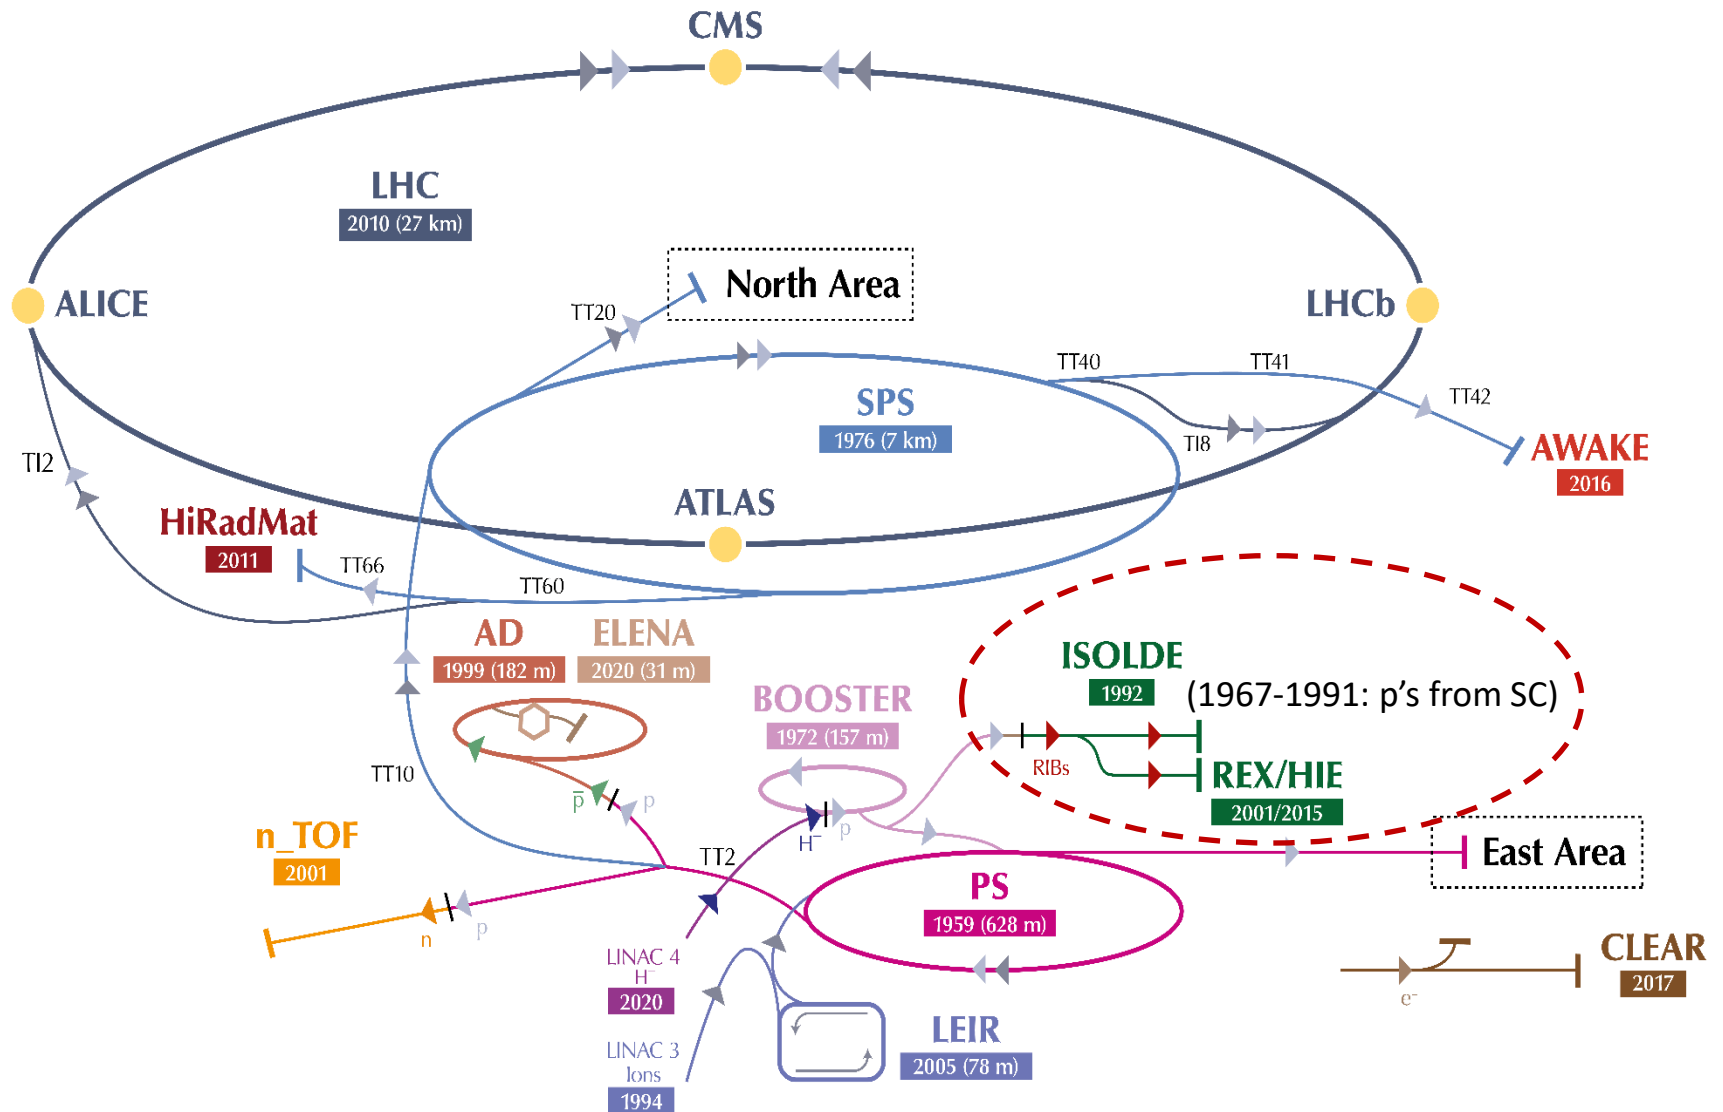 CMS
LHC
2010 (27 km)
North Area
ALICE
LHCb
TT20
TT40
TT41
TT42
SPS
1976 (7 km)
TI8
AWAKE
2016
TI2
ATLAS
HiRadMat
2011
TT66
TT60
AD
1999 (182 m)
ELENA
2020 (31 m)
ISOLDE
1992
(1967-1991: p's from SC)
BOOSTER
1972 (157 m)
RIBs
REX/HIE
2001/2015
TT10
p̅
p
p
H⁻
n_TOF
2001
TT2
East Area
PS
1959 (628 m)
n
p
LINAC 4
H⁻
2020
CLEAR
2017
e⁻
LEIR
2005 (78 m)
LINAC 3
Ions
1994